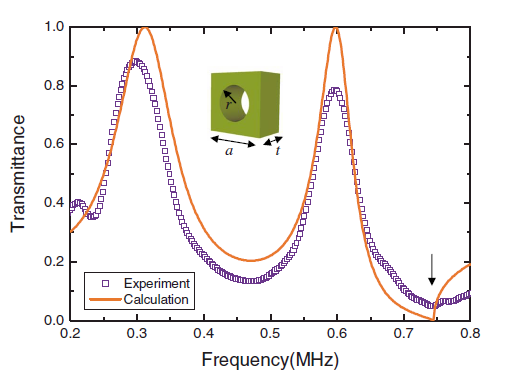 Transmittance
1.0
0.8
0.6
0.4
0.2
0.0
r
a
t
Experiment
Calculation
0.2
0.3
0.4
0.5
0.6
0.7
0.8
Frequency(MHz)